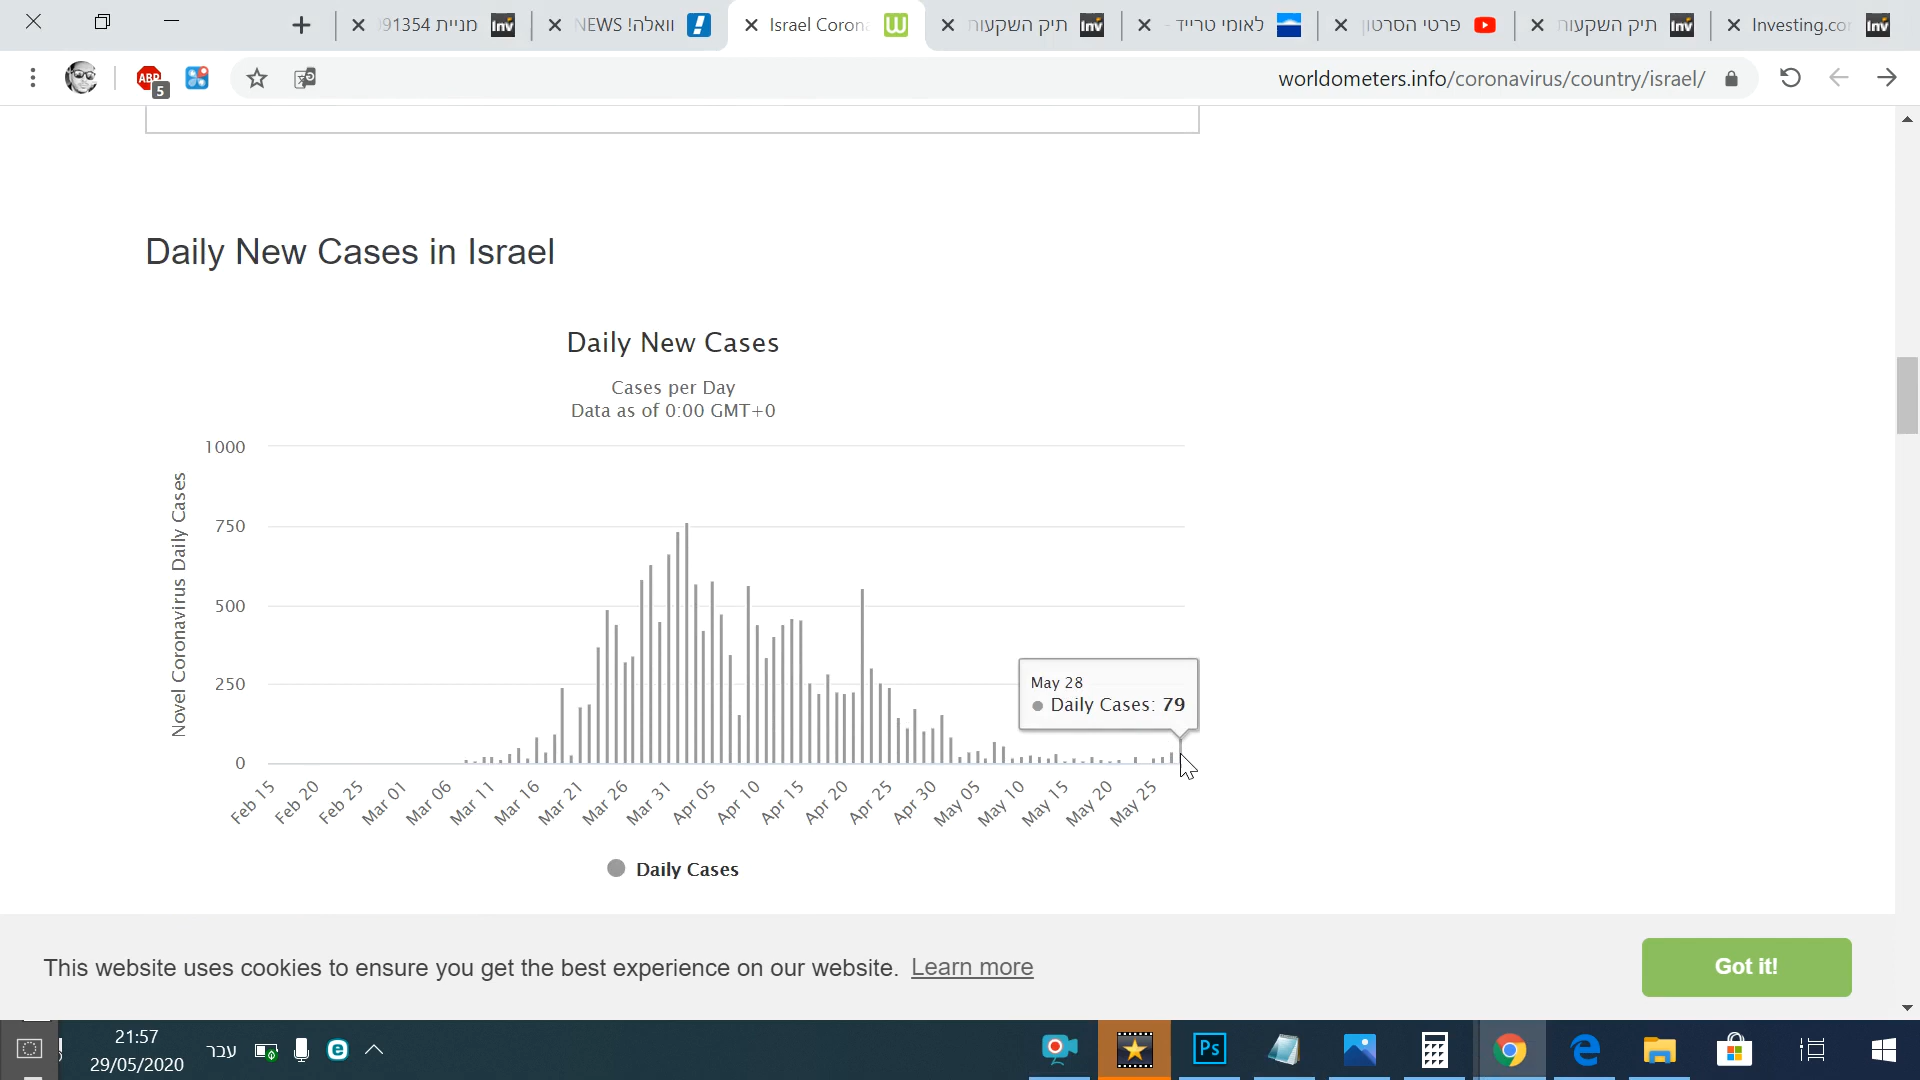 מניית 091354
וואלה! NEWS
Israel Coron
תיק השקעות
לאומי טרייד -
פרטי הסרטון
תיק השקעות
Investing.co
ABP
5
worldometers.info/coronavirus/country/israel/
Daily New Cases in Israel
Daily New Cases
Cases per Day
Data as of 0:00 GMT+0
Novel Coronavirus Daily Cases
1000
750
500
250
0
May 28
Daily Cases: 79
Feb 15 Feb 20 Feb 25 Mar 01 Mar 06 Mar 11 Mar 16 Mar 21 Mar 26 Mar 31 Apr 05 Apr 10 Apr 15 Apr 20 Apr 25 Apr 30 May 05 May 10 May 15 May 20 May 25
Daily Cases
This website uses cookies to ensure you get the best experience on our website. Learn more
Got it!
21:57
29/05/2020
עבר
Ps